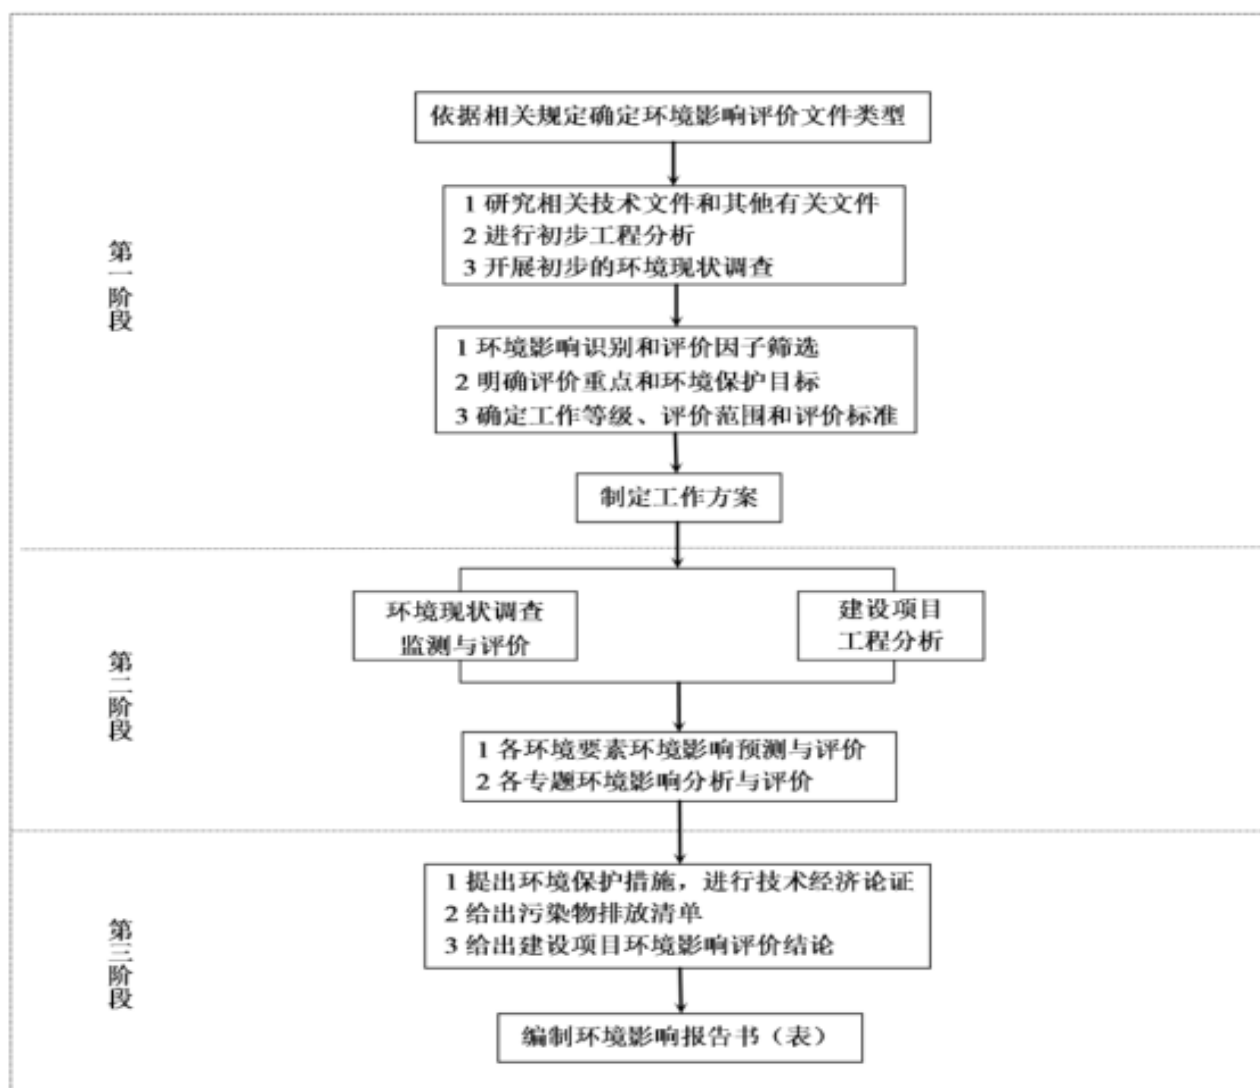 依据相关规定确定环境影响评价文件类型
1 研究相关技术文件和其他有关文件
2 进行初步工程分析
3 开展初步的环境现状调查
第一阶段
1 环境影响识别和评价因子筛选
2 明确评价重点和环境保护目标
3 确定工作等级、评价范围和评价标准
制定工作方案
环境现状调查
监测与评价
建设项目
工程分析
第二阶段
1 各环境要素环境影响预测与评价
2 各专题环境影响分析与评价
1 提出环境保护措施，进行技术经济论证
2 给出污染物排放清单
3 给出建设项目环境影响评价结论
第三阶段
编制环境影响报告书（表）